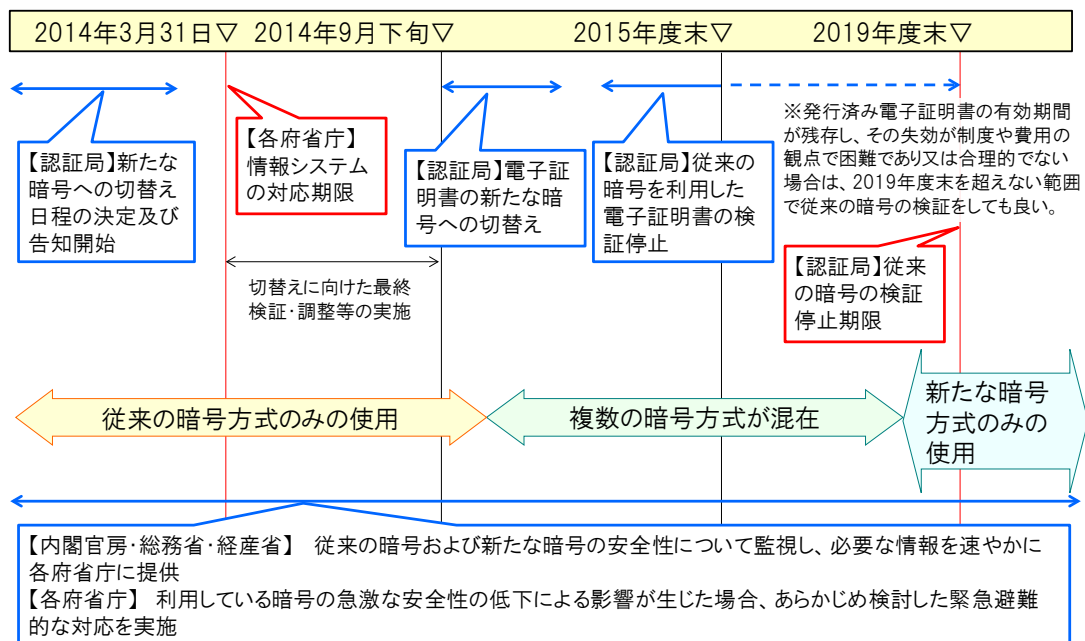 2014年3月31日▽ 2014年9月下旬▽ 2015年度末▽ 2019年度末▽
【認証局】新たな
暗号への切替え
日程の決定及び
告知開始
【各府省庁】
情報システム
の対応期限
【認証局】電子証
明書の新たな暗
号への切替え
【認証局】従来の
暗号を利用した
電子証明書の検
証停止
※発行済み電子証明書の有効期間
が残存し、その失効が制度や費用の
観点で困難であり又は合理的でない
場合は、2019年度末を超えない範囲
で従来の暗号の検証をしても良い。
【認証局】従来
の暗号の検証
停止期限
切替えに向けた最終
検証・調整等の実施
従来の暗号方式のみの使用
複数の暗号方式が混在
新たな暗号
方式のみの
使用
【内閣官房・総務省・経産省】 従来の暗号および新たな暗号の安全性について監視し、必要な情報を速やかに
各府省庁に提供
【各府省庁】 利用している暗号の急激な安全性の低下による影響が生じた場合、あらかじめ検討した緊急避難
的な対応を実施